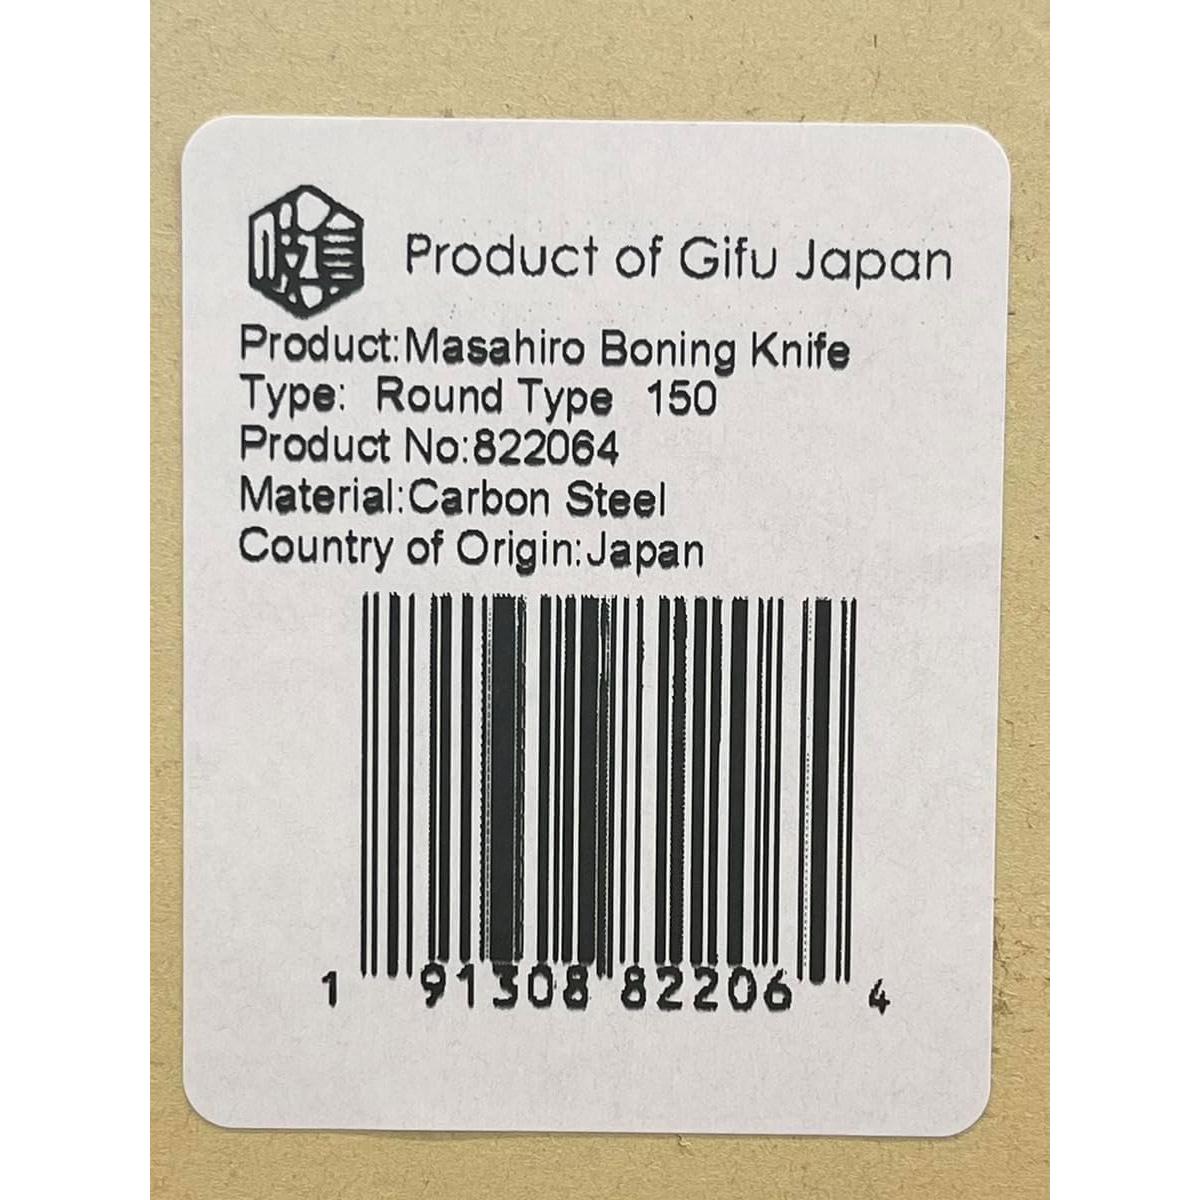 Product of Gifu Japan
Product:Masahiro Boning Knife
Type: Round Type 150
Product No:822064
Material:Carbon Steel
Country of Origin:Japan
1 91308 82206 4